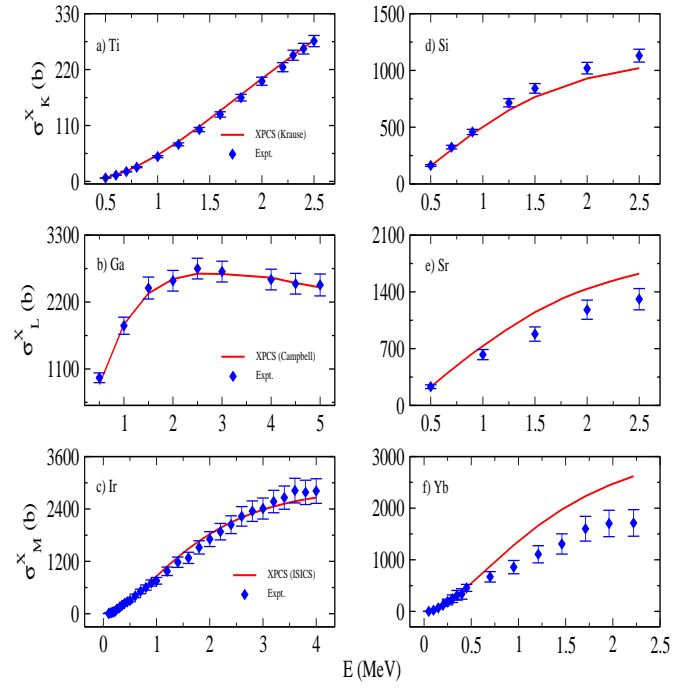 a) Ti
σ^X_K (b)
330
220
110
0
0.5 1 1.5 2 2.5
XPCS (Krause)
Expt.
d) Si
1500
1000
500
0
0.5 1 1.5 2 2.5
b) Ga
σ^X_L (b)
3300
2200
1100
1 2 3 4 5
XPCS (Campbell)
Expt.
e) Sr
2100
1400
700
0
0.5 1 1.5 2 2.5
c) Ir
σ^X_M (b)
3600
2400
1200
0
0 1 2 3 4
XPCS (ISICS)
Expt.
f) Yb
3000
2000
1000
0
0 0.5 1 1.5 2 2.5
E (MeV)